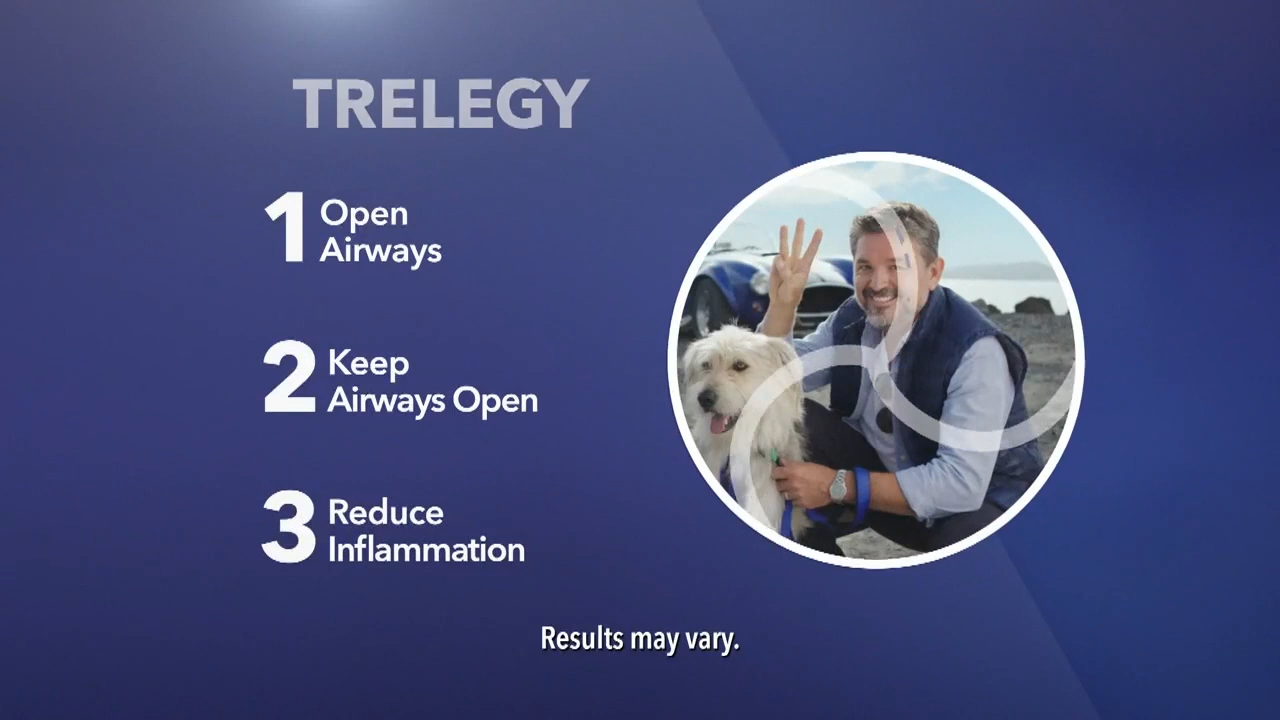 TRELEGY
1 Open
Airways
2 Keep
Airways Open
3 Reduce
Inflammation
Results may vary.